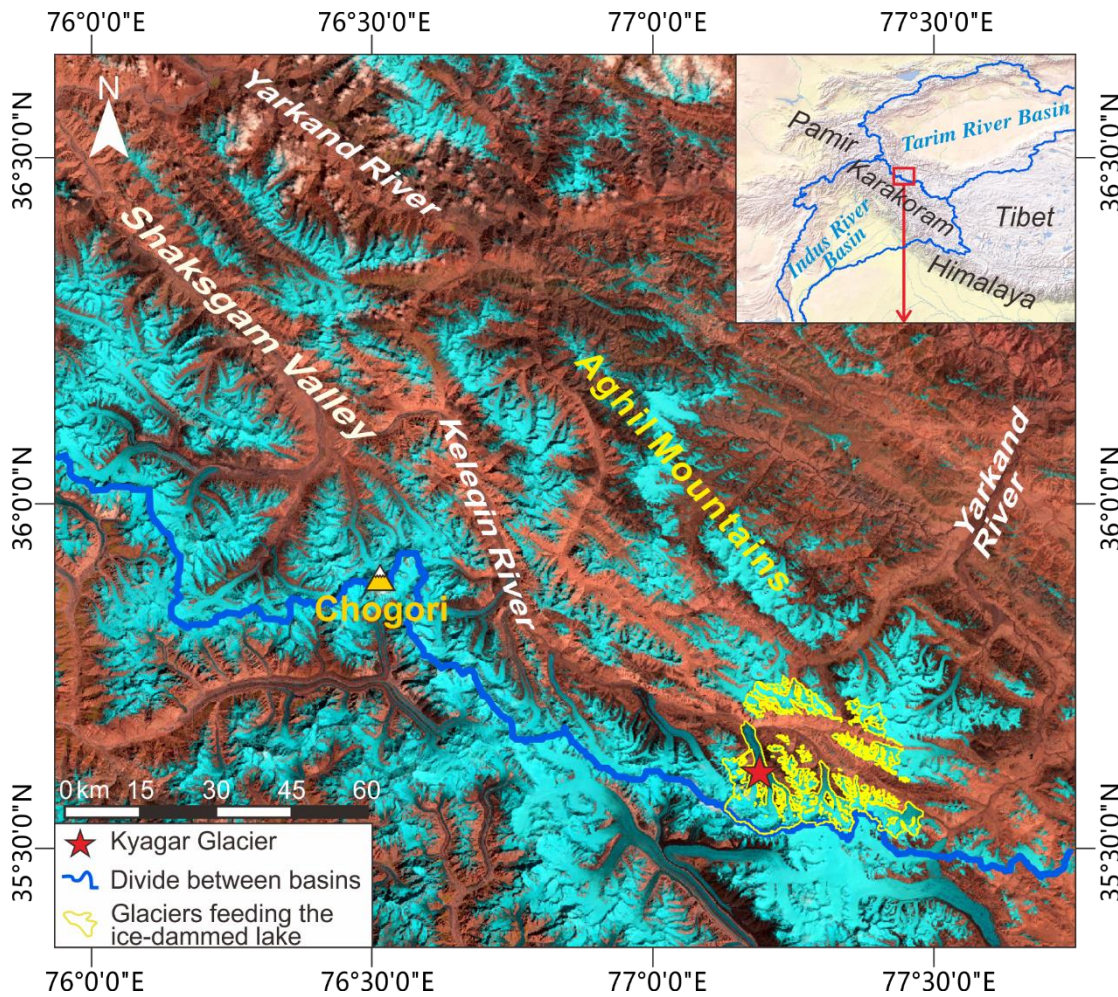 76°0'0"E 76°30'0"E 77°0'0"E 77°30'0"E
N
Yarkand River
Shaksgam Valley
Keleqin River
Aghil Mountains
Yarkand
River
Chogori
Pamir
Karakoram
Tarim River Basin
Tibet
Indus River
Basin
Himalaya
36°30'0"N
36°0'0"N
35°30'0"N
36°30'0"N
36°0'0"N
35°30'0"N
0 km 15 30 45 60
Kyagar Glacier
Divide between basins
Glaciers feeding the
ice-dammed lake
76°0'0"E 76°30'0"E 77°0'0"E 77°30'0"E